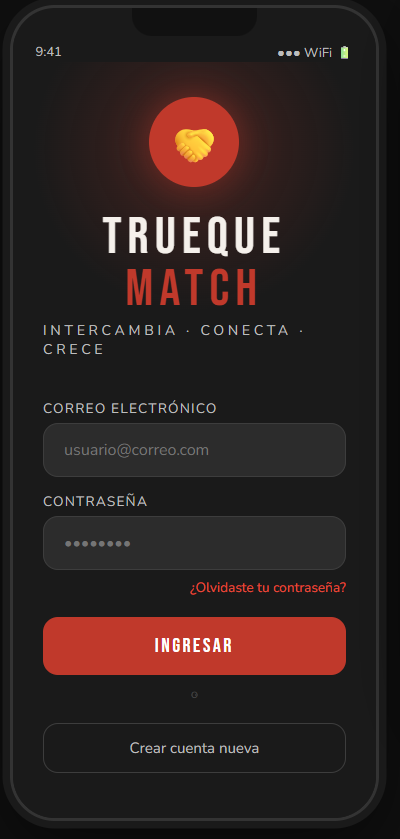 9:41
●●● WiFi
TRUEQUE
MATCH
INTERCAMBIA · CONECTA ·
CRECE
CORREO ELECTRÓNICO
usuario@correo.com
CONTRASEÑA
●●●●●●●●
¿Olvidaste tu contraseña?
INGRESAR
o
Crear cuenta nueva